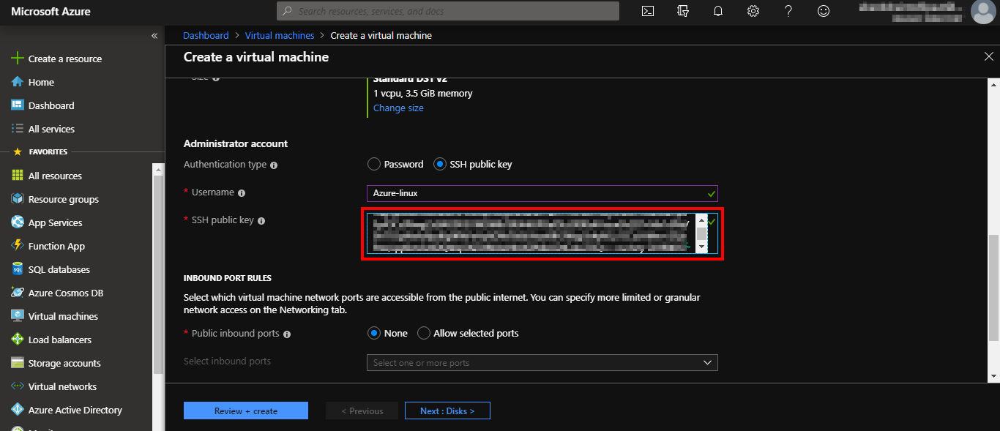 Microsoft Azure
Search resources, services, and docs
«
Create a resource
Home
Dashboard
All services
FAVORITES
All resources
Resource groups
App Services
Function App
SQL databases
Azure Cosmos DB
Virtual machines
Load balancers
Storage accounts
Virtual networks
Azure Active Directory
Dashboard > Virtual machines > Create a virtual machine
Create a virtual machine
Size
Standard DS1 v2
1 vcpu, 3.5 GiB memory
Change size
Administrator account
Authentication type Password SSH public key
* Username Azure-linux
* SSH public key
INBOUND PORT RULES
Select which virtual machine network ports are accessible from the public internet. You can specify more limited or granular
network access on the Networking tab.
* Public inbound ports None Allow selected ports
Select inbound ports Select one or more ports
Review + create < Previous Next : Disks >